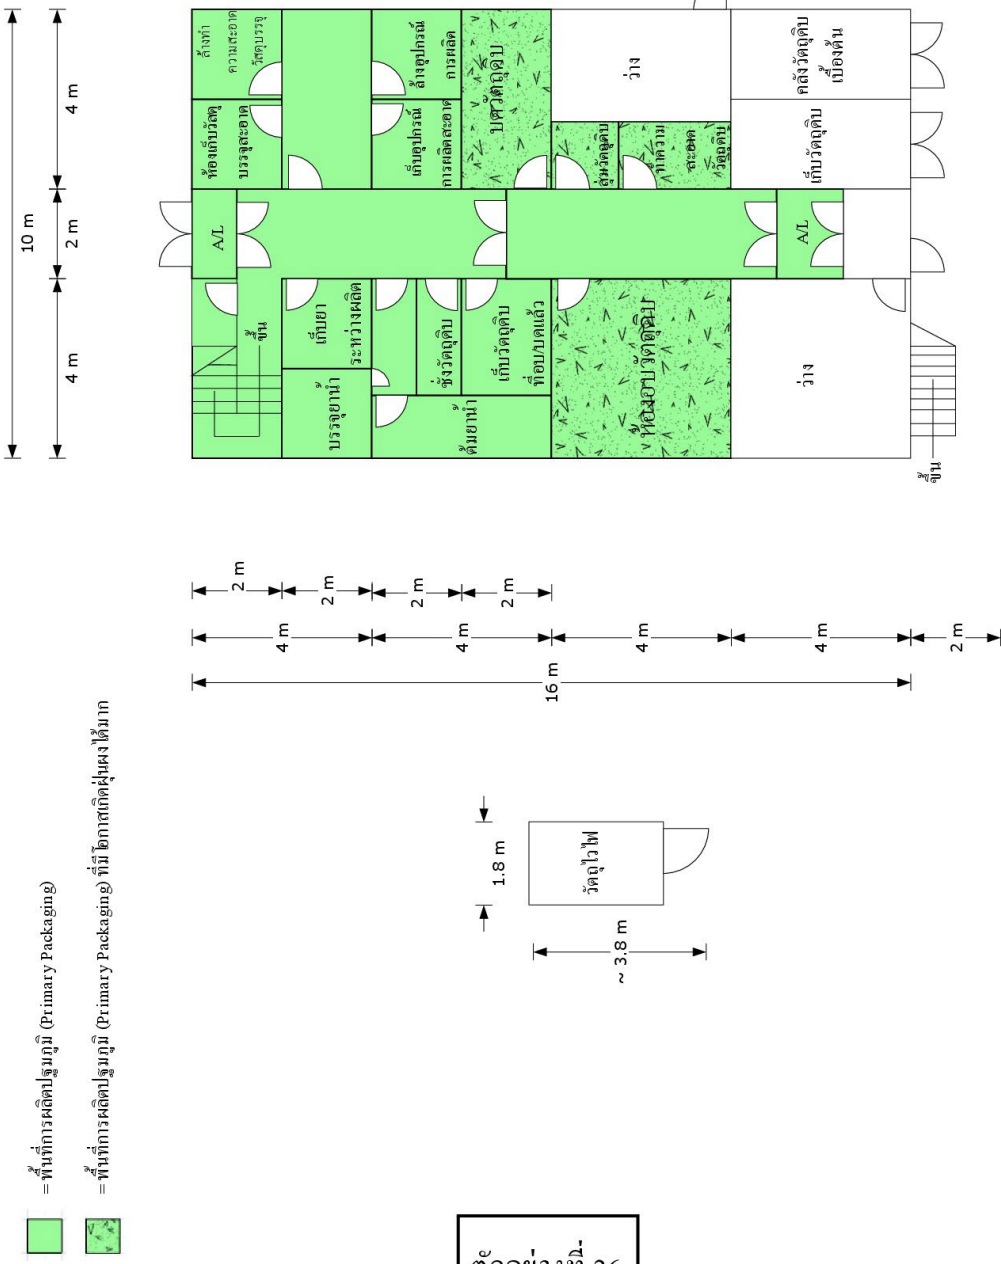 = พื้นที่การผลิตปฐมภูมิ (Primary Packaging)
= พื้นที่การผลิตปฐมภูมิ (Primary Packaging) ที่มีโอกาสเกิดฝุ่นผงได้มาก
10 m
4 m
2 m
4 m
ล้างทำ
ความสะอาด
วัสดุบรรจุ
ห้องเก็บวัสดุ
บรรจุสะอาด
ล้างอุปกรณ์
การผลิต
เก็บอุปกรณ์
การผลิตสะอาด
บดวัตถุดิบ
ว่าง
สุ่มวัตถุดิบ
ทำความ
สะอาด
วัตถุดิบ
คลังวัตถุดิบ
เบื้องต้น
เก็บวัตถุดิบ
A/L
A/L
ขึ้น
เก็บยา
ระหว่างผลิต
บรรจุยาน้ำ
ชั่งวัตถุดิบ
ต้มยาน้ำ
เก็บวัตถุดิบ
ที่อบ/บดแล้ว
ห้องอบวัตถุดิบ
ว่าง
ขึ้น
2 m
2 m
2 m
2 m
4 m
4 m
4 m
4 m
2 m
16 m
1.8 m
~ 3.8 m
วัตถุไวไฟ